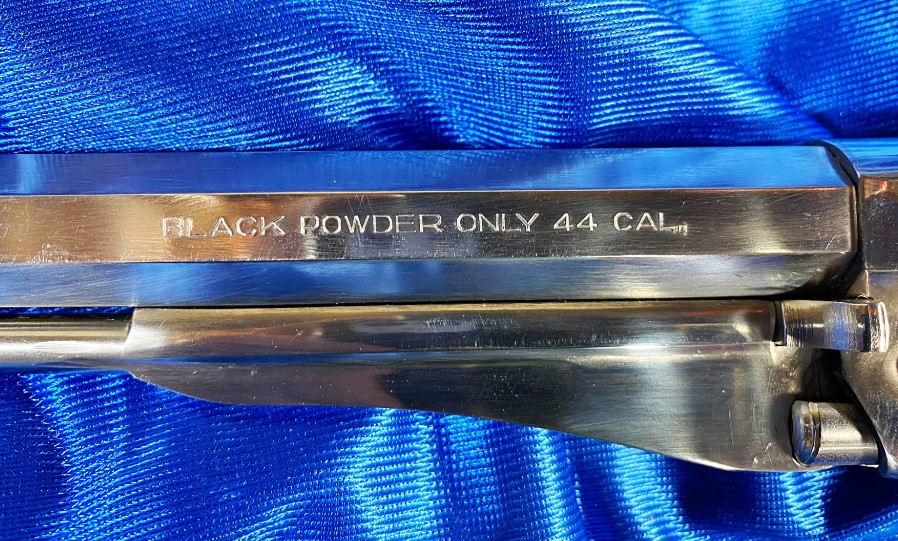 BLACK POWDER ONLY 44 CAL.